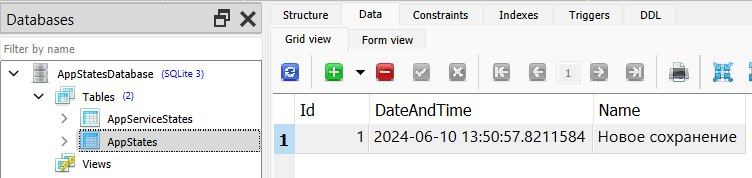 Databases
Filter by name
AppStatesDatabase (SQLite 3)
Tables (2)
AppServiceStates
AppStates
Views
Structure Data Constraints Indexes Triggers DDL
Grid view Form view
1
Id DateAndTime Name
1 1 2024-06-10 13:50:57.8211584 Новое сохранение